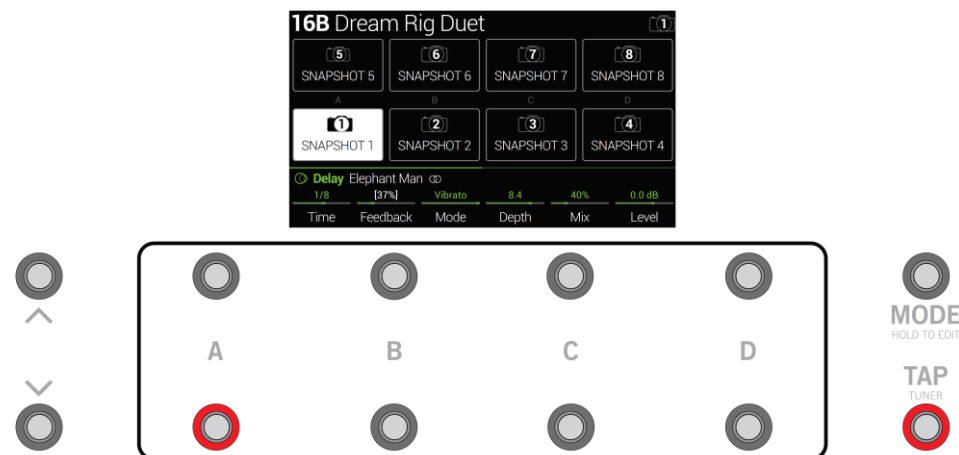 16B Dream Rig Duet 1
5 6 7 8
SNAPSHOT 5 SNAPSHOT 6 SNAPSHOT 7 SNAPSHOT 8
A B C D
1 2 3 4
SNAPSHOT 1 SNAPSHOT 2 SNAPSHOT 3 SNAPSHOT 4
Delay Elephant Man
1/8 [37%] Vibrato 8.4 40% 0.0 dB
Time Feedback Mode Depth Mix Level
MODE
HOLD TO EDIT
A B C D
TAP
TUNER